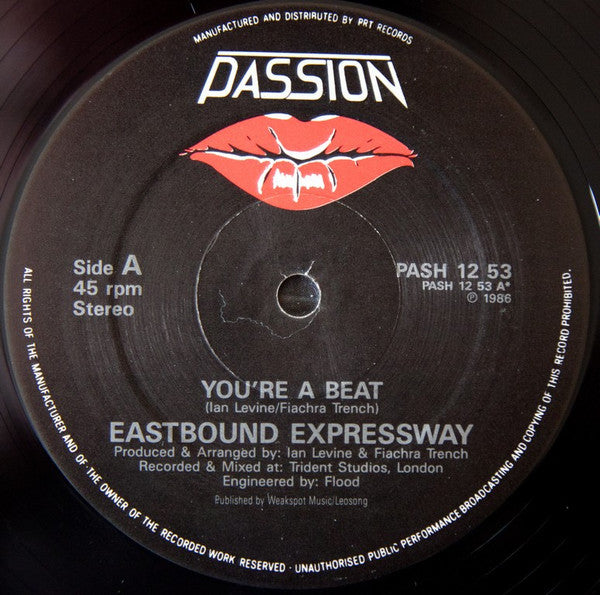 MANUFACTURED AND DISTRIBUTED BY PRT RECORDS
PASSION
Side A
45 rpm
Stereo
PASH 12 53
PASH 12 53 A*
℗ 1986
YOU'RE A BEAT
(Ian Levine/Fiachra Trench)
EASTBOUND EXPRESSWAY
Produced & Arranged by: Ian Levine & Fiachra Trench
Recorded & Mixed at: Trident Studios, London
Engineered by: Flood
Published by Weakspot Music/Leosong
ALL RIGHTS OF THE MANUFACTURER AND OF THE OWNER OF THE RECORDED WORK RESERVED · UNAUTHORISED PUBLIC PERFORMANCE BROADCASTING AND COPYING OF THIS RECORD PROHIBITED.